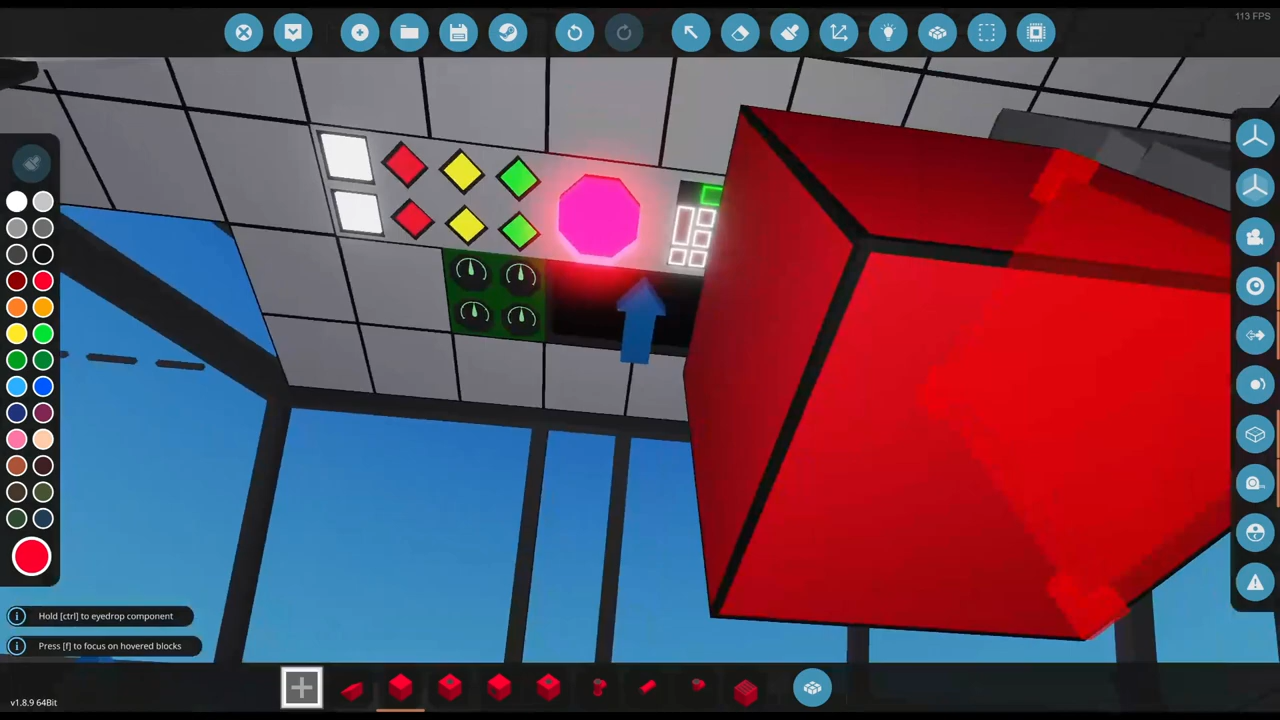 113 FPS
Hold [ctrl] to eyedrop component
Press [f] to focus on hovered blocks
v1.8.9 64Bit